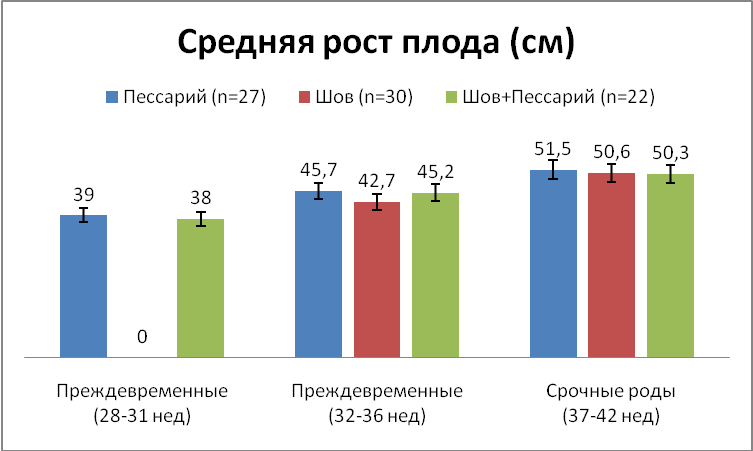 Средняя рост плода (см)
Пессарий (n=27) Шов (n=30) Шов+Пессарий (n=22)
39 0 38 45,7 42,7 45,2 51,5 50,6 50,3
Преждевременные (28-31 нед)
Преждевременные (32-36 нед)
Срочные роды (37-42 нед)